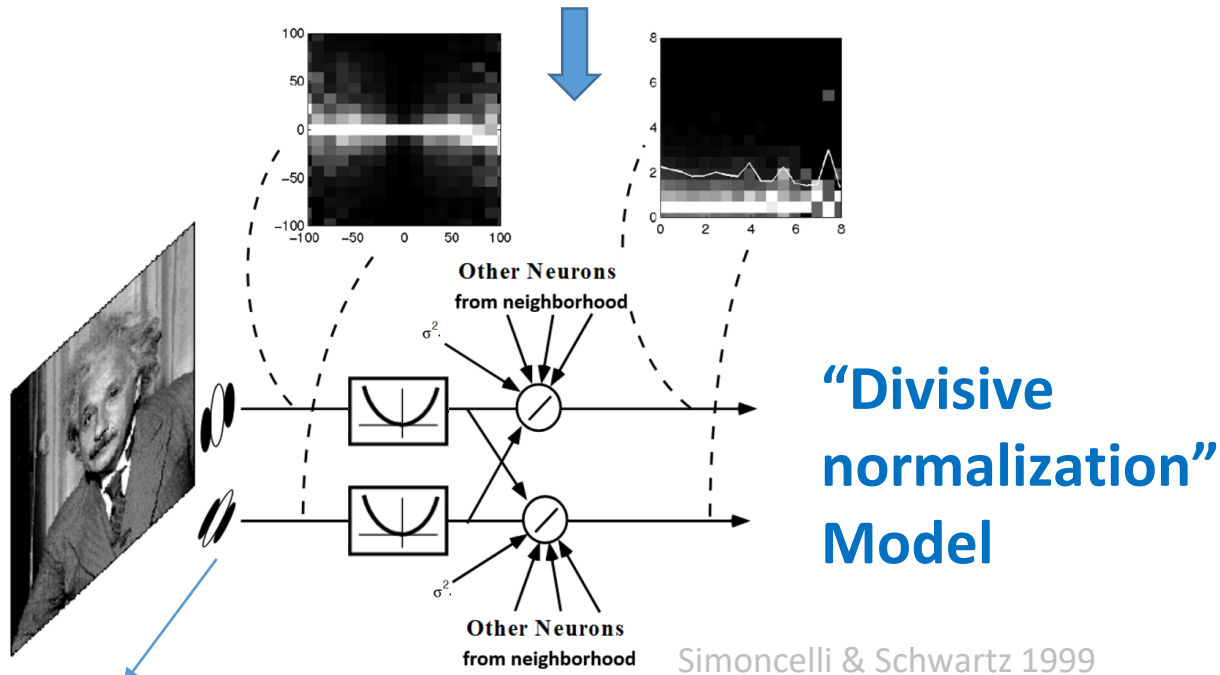 100
50
0
−50
−100
−100
−50
0
50
100
8
6
4
2
0
0
2
4
6
8
Other Neurons
from neighborhood
σ².
“Divisive
normalization”
Model
σ².
Other Neurons
from neighborhood
Simoncelli & Schwartz 1999